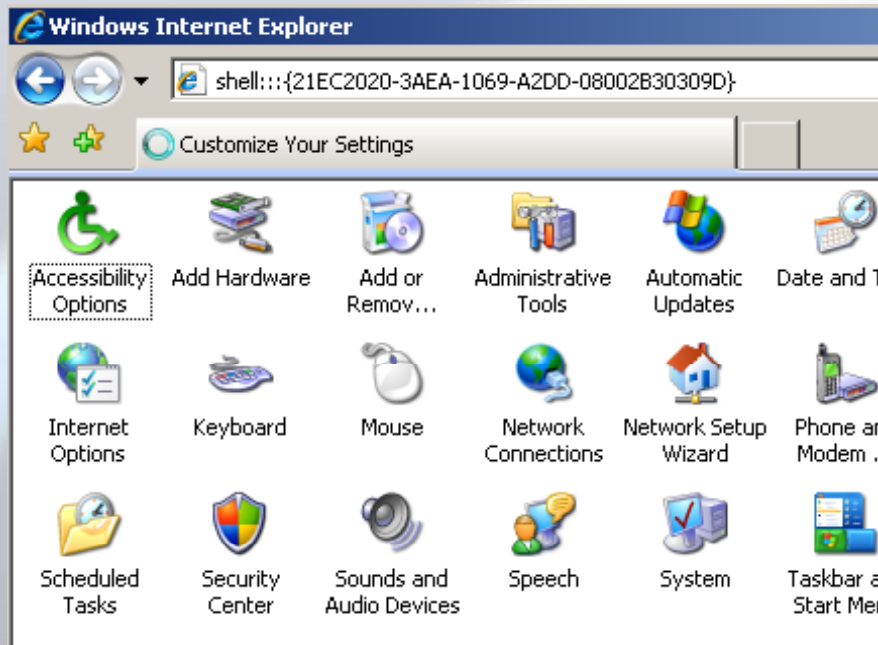 Windows Internet Explorer
shell:::{21EC2020-3AEA-1069-A2DD-08002B30309D}
Customize Your Settings
Accessibility Options
Add Hardware
Add or Remov...
Administrative Tools
Automatic Updates
Date and
Internet Options
Keyboard
Mouse
Network Connections
Network Setup Wizard
Phone
Modem
Scheduled Tasks
Security Center
Sounds and Audio Devices
Speech
System
Taskbar
Start